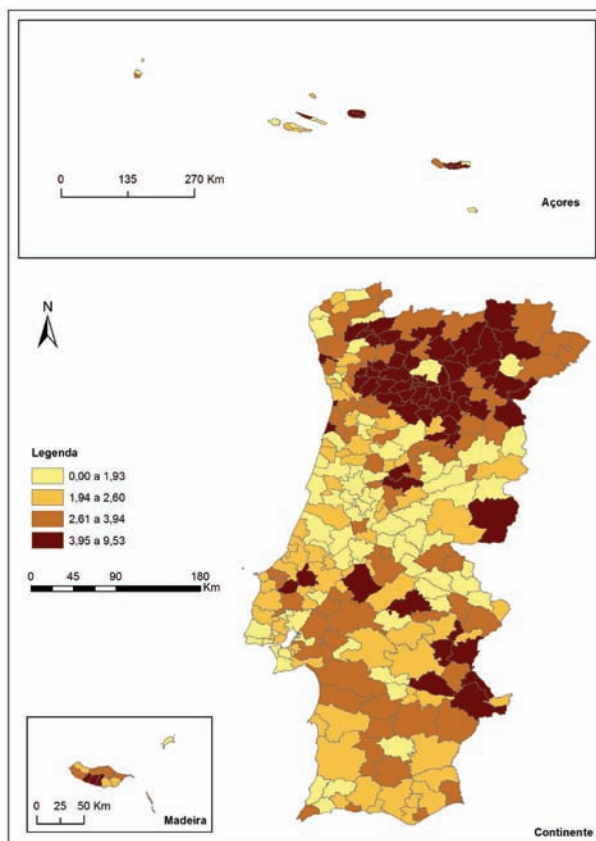 0 135 270 Km
Açores
N
Legenda
0,00 a 1,93
1,94 a 2,60
2,61 a 3,94
3,95 a 9,53
0 45 90 180
Km
0 25 50 Km
Madeira
Continente